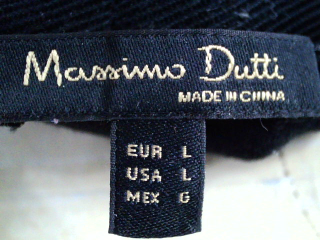 Massimo Dutti
MADE IN CHINA
EUR L
USA L
MEX G